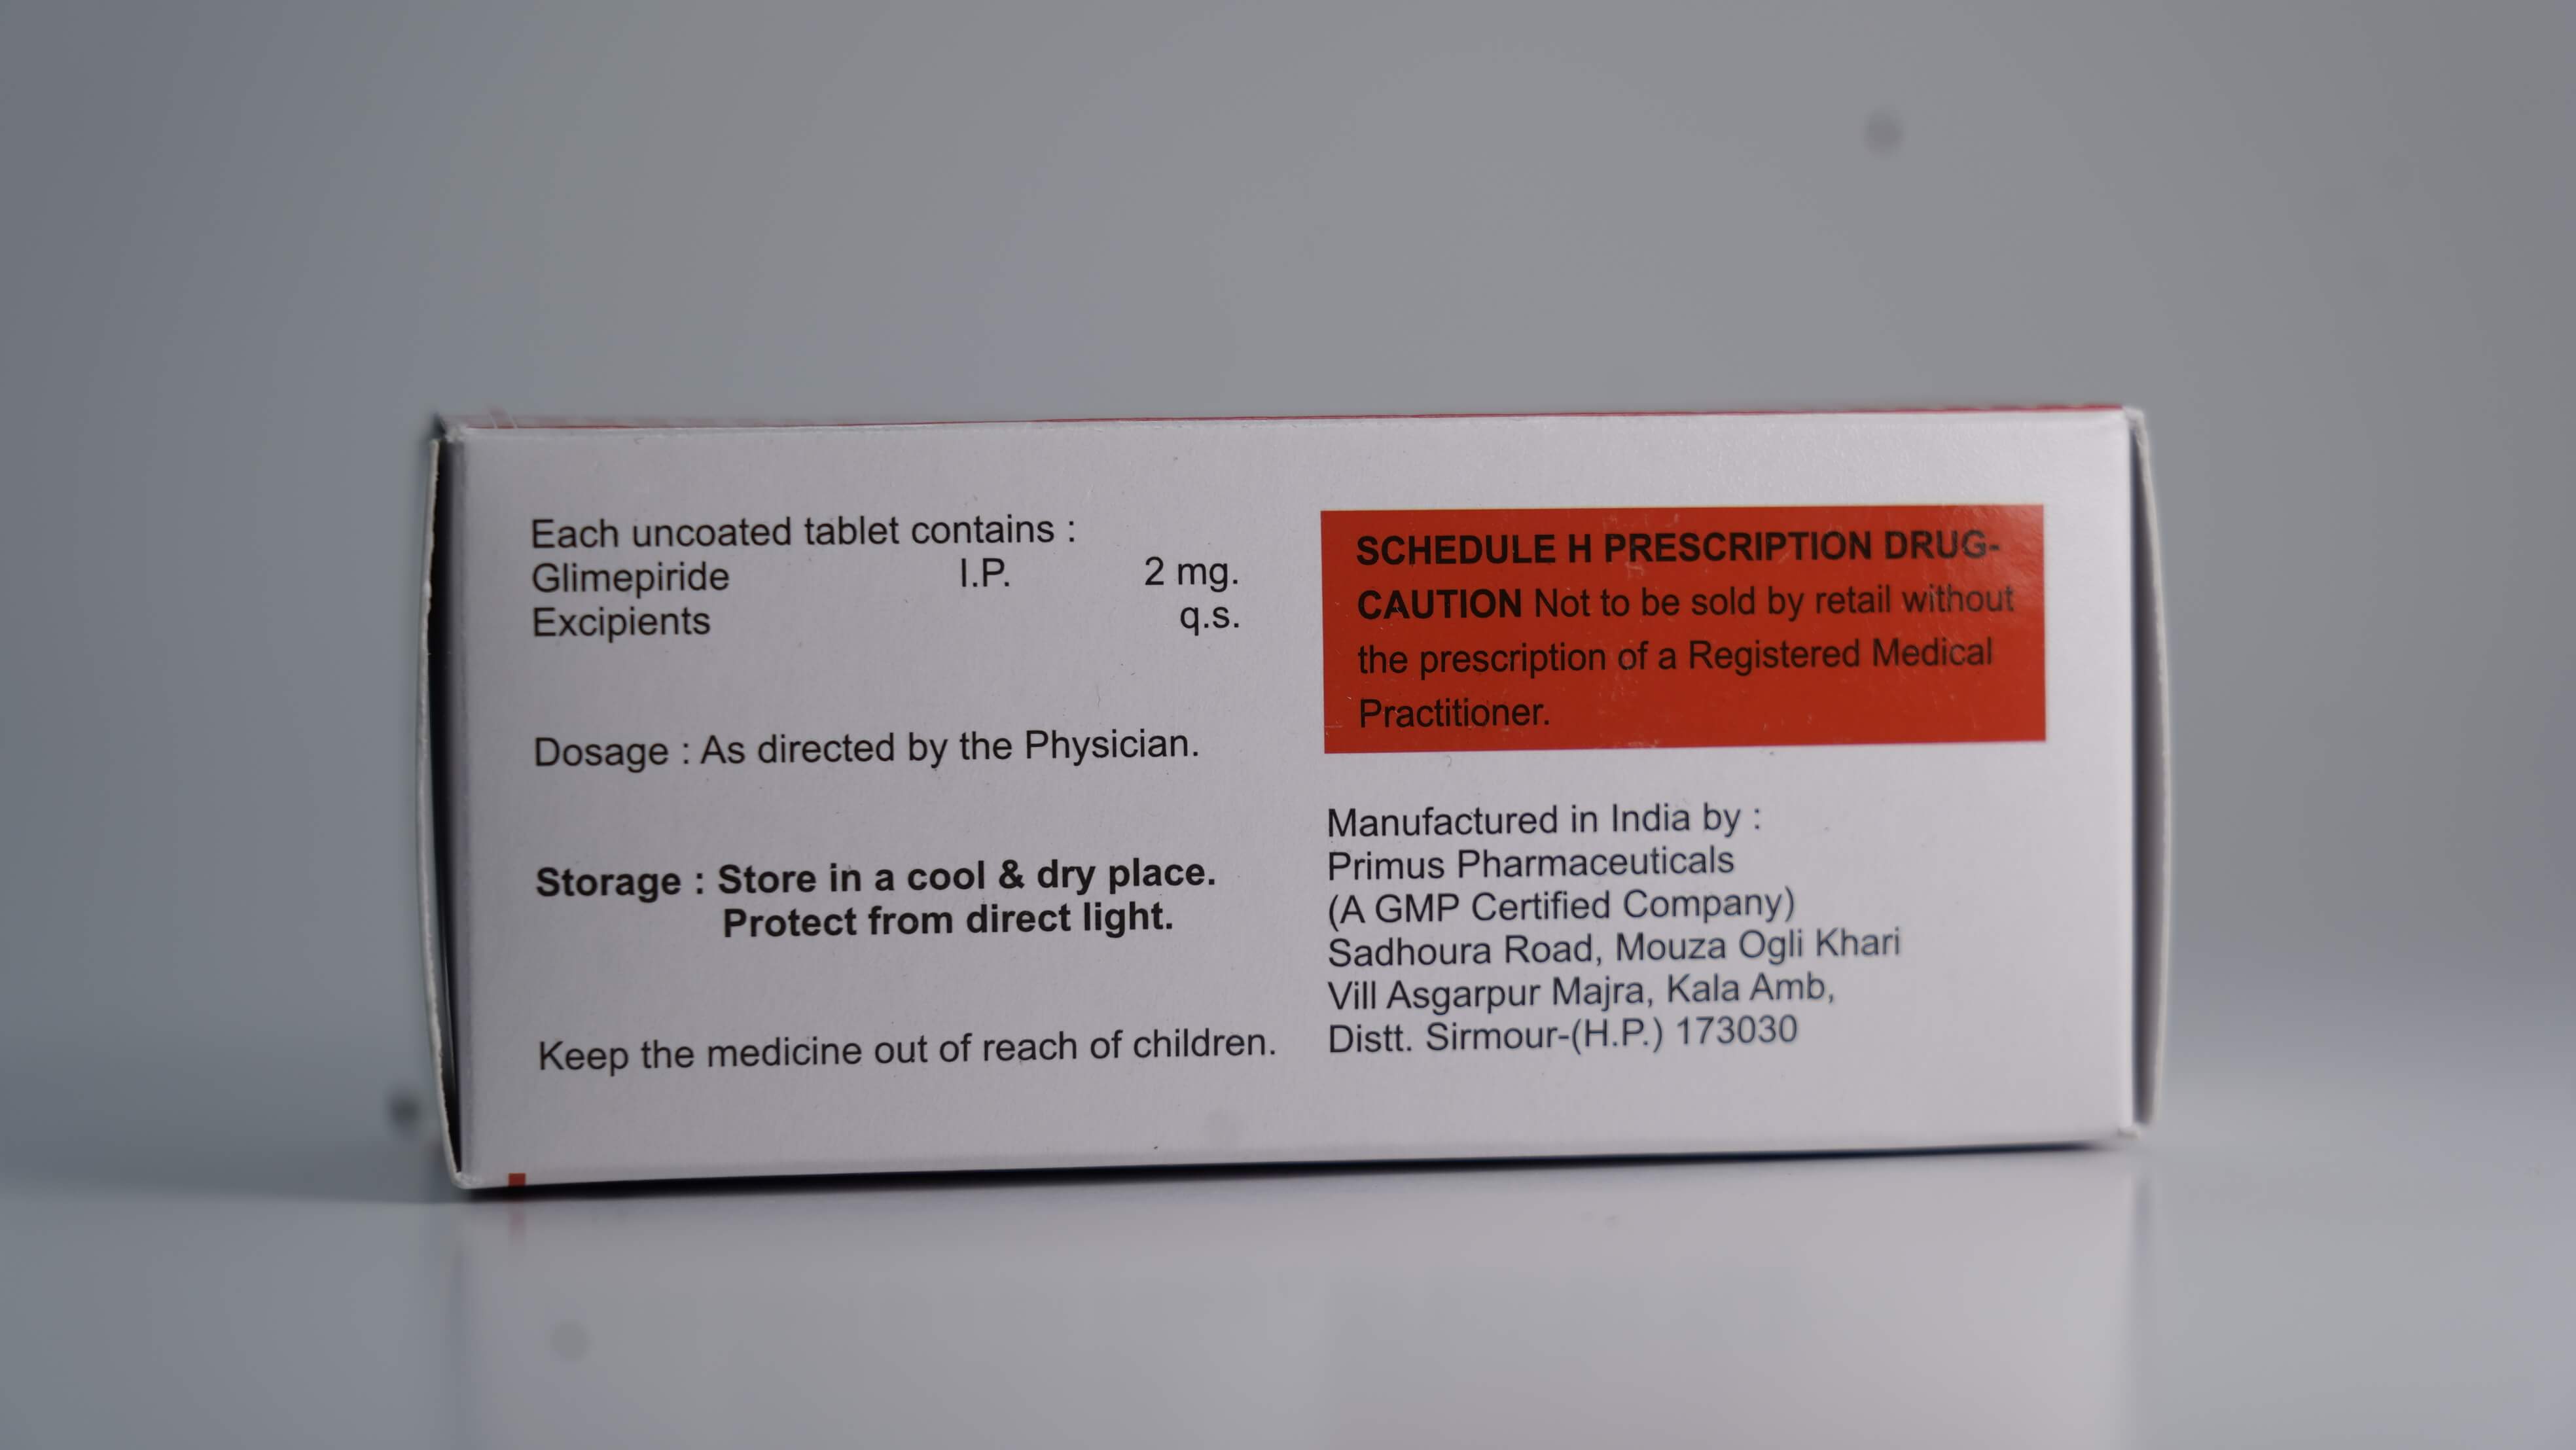 Each uncoated tablet contains :
Glimepiride I.P. 2 mg.
Excipients q.s.
Dosage : As directed by the Physician.
Storage : Store in a cool & dry place.
Protect from direct light.
Keep the medicine out of reach of children.
SCHEDULE H PRESCRIPTION DRUG-
CAUTION Not to be sold by retail without
the prescription of a Registered Medical
Practitioner.
Manufactured in India by :
Primus Pharmaceuticals
(A GMP Certified Company)
Sadhoura Road, Mouza Ogli Khari
Vill Asgarpur Majra, Kala Amb,
Distt. Sirmour-(H.P.) 173030